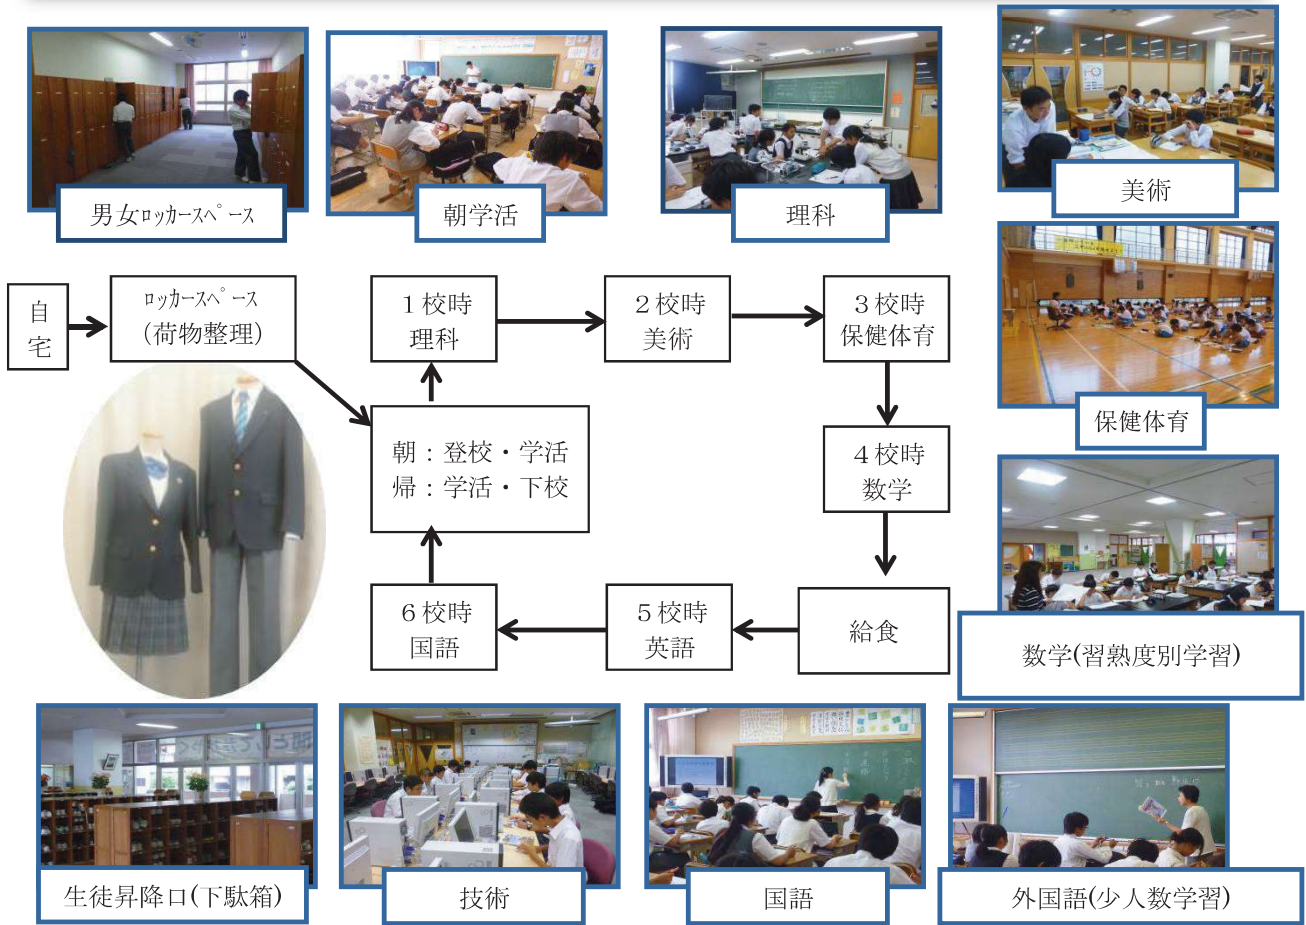 男女ﾛｯｶｰｽﾍﾟｰｽ
朝学活
理科
美術
自宅
ﾛｯｶｰｽﾍﾟｰｽ
(荷物整理)
１校時
理科
２校時
美術
３校時
保健体育
保健体育
朝：登校・学活
帰：学活・下校
４校時
数学
６校時
国語
５校時
英語
給食
数学(習熟度別学習)
生徒昇降口(下駄箱)
技術
国語
外国語(少人数学習)